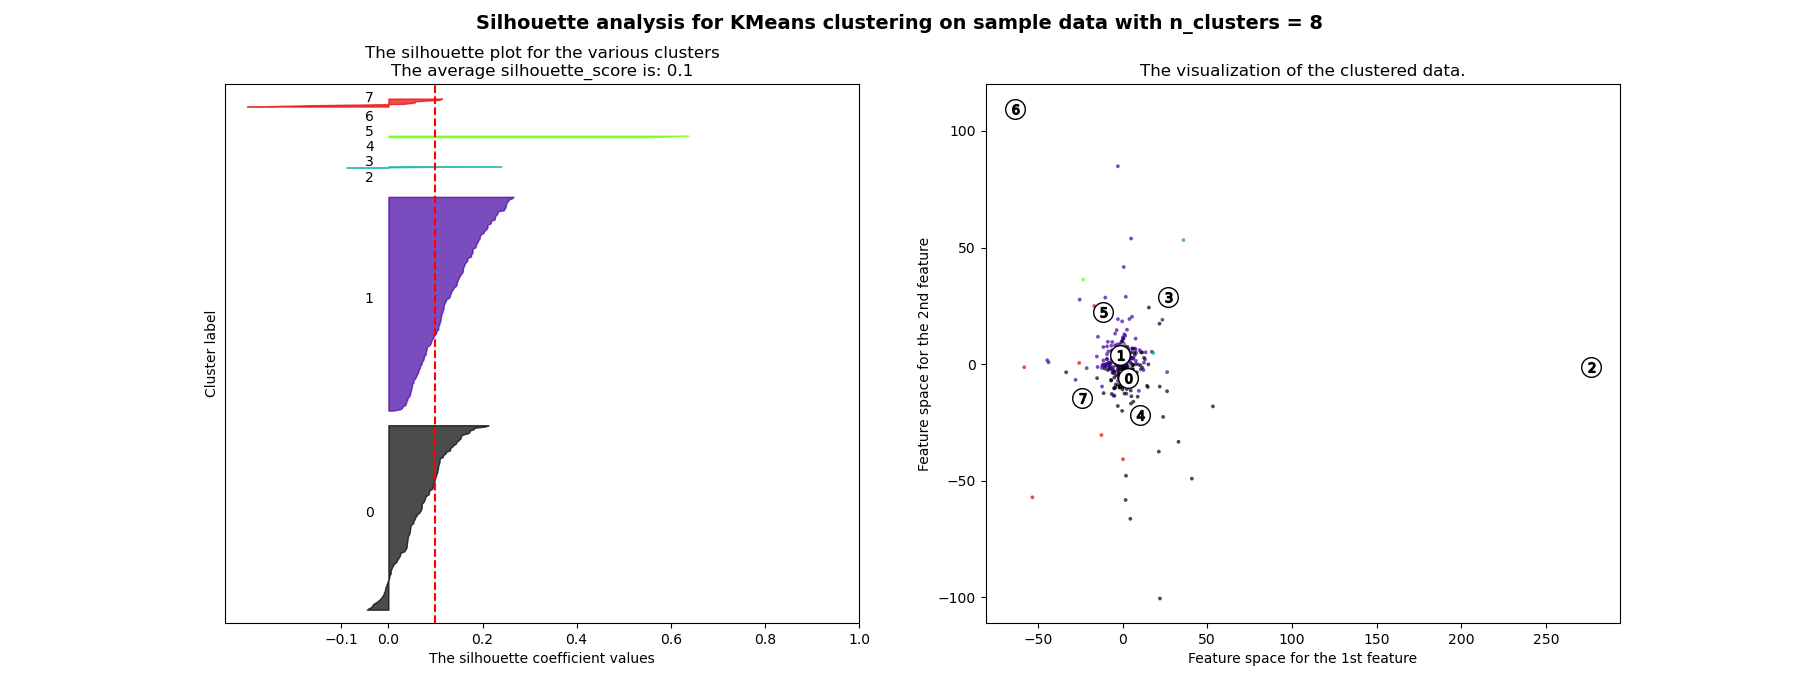 Silhouette analysis for KMeans clustering on sample data with n_clusters = 8
The silhouette plot for the various clusters
The average silhouette_score is: 0.1
7
6
5
4
3
2
1
0
Cluster label
−0.1 0.0 0.2 0.4 0.6 0.8 1.0
The silhouette coefficient values
The visualization of the clustered data.
6
3
5
1
2
0
7
4
100
50
0
−50
−100
Feature space for the 2nd feature
−50 0 50 100 150 200 250
Feature space for the 1st feature